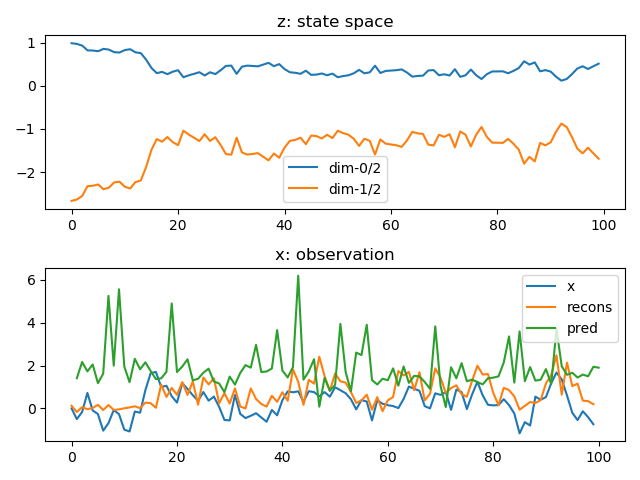 z: state space
1
0
−1
−2
dim-0/2
dim-1/2
0 20 40 60 80 100
x: observation
6
4
2
0
x
recons
pred
0 20 40 60 80 100